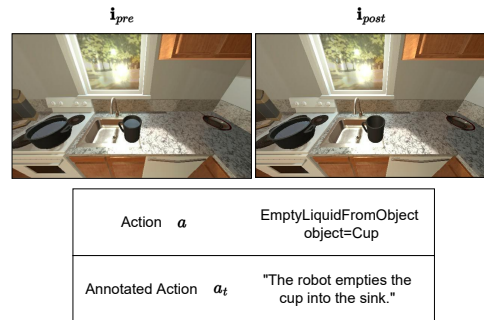 i_pre i_post
Action a EmptyLiquidFromObject
object=Cup
Annotated Action a_t "The robot empties the
cup into the sink."